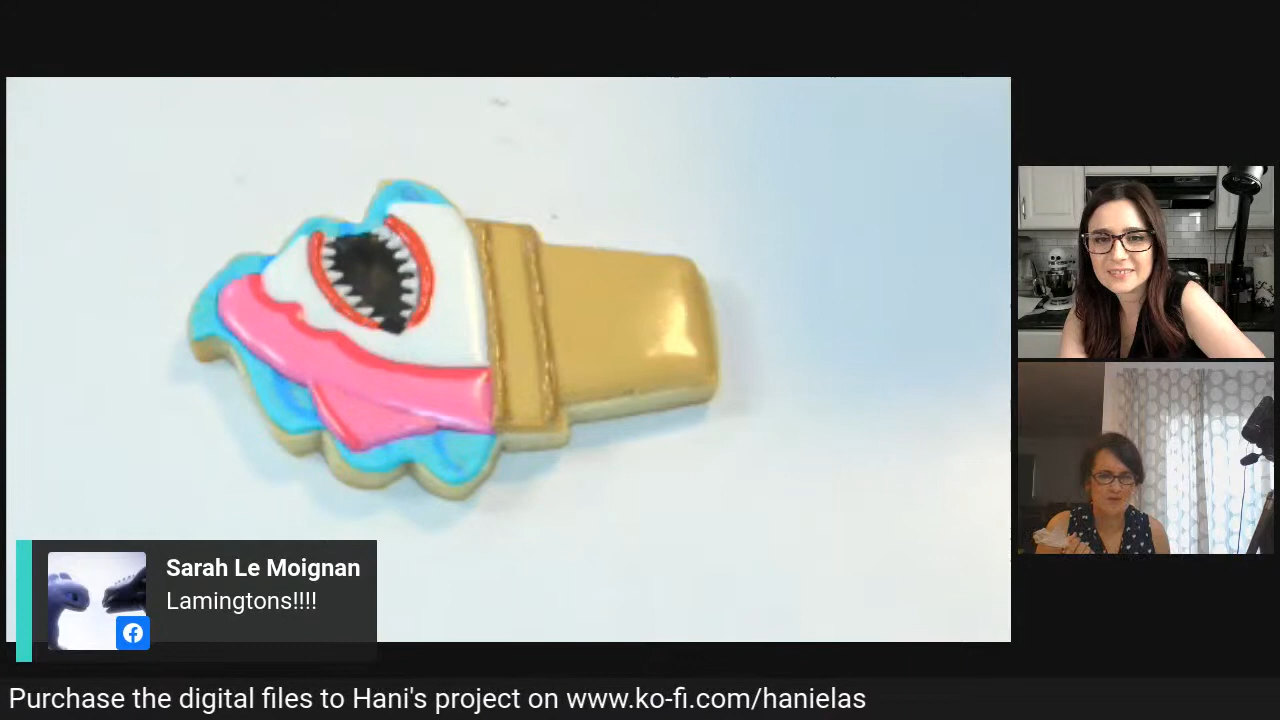 Sarah Le Moignan
Lamingtons!!!!
Purchase the digital files to Hani's project on www.ko-fi.com/hanielas